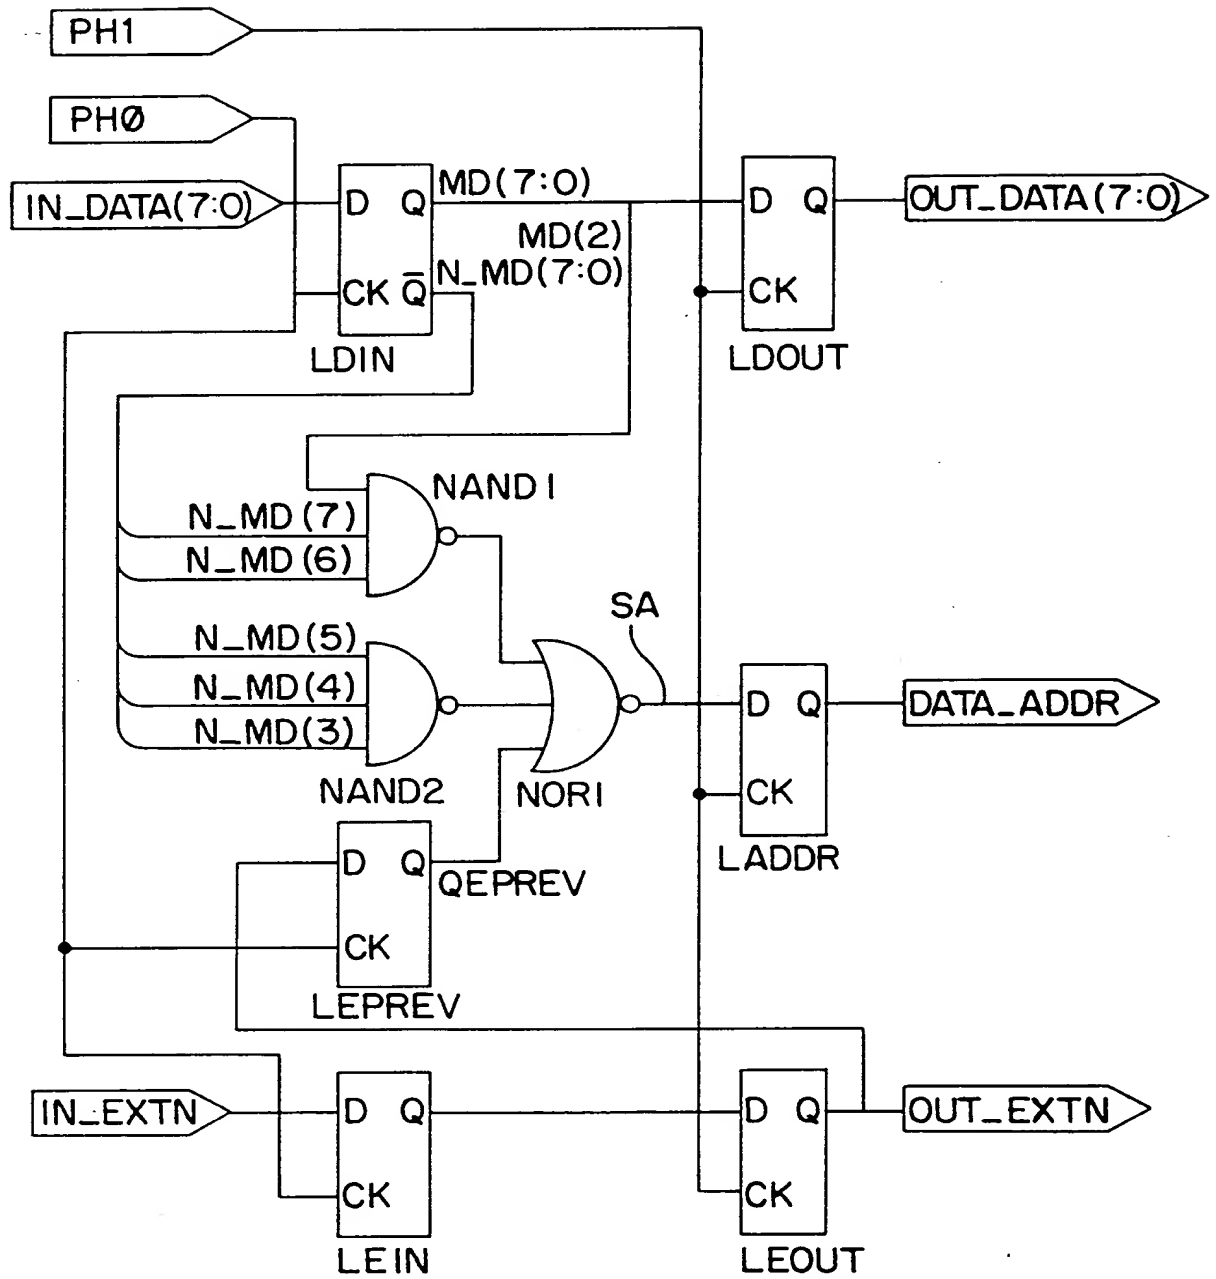 PH1
PHØ
IN_DATA(7:0)
D Q
CK Q̅
LDIN
MD(7:0)
MD(2)
N_MD(7:0)
D Q
CK
LDOUT
OUT_DATA(7:0)
NAND1
N_MD(7)
N_MD(6)
N_MD(5)
N_MD(4)
N_MD(3)
NAND2
SA
NOR1
D Q
CK
LADDR
DATA_ADDR
D Q
QEPREV
CK
LEPREV
IN_EXTN
D Q
CK
LEIN
D Q
CK
LEOUT
OUT_EXTN